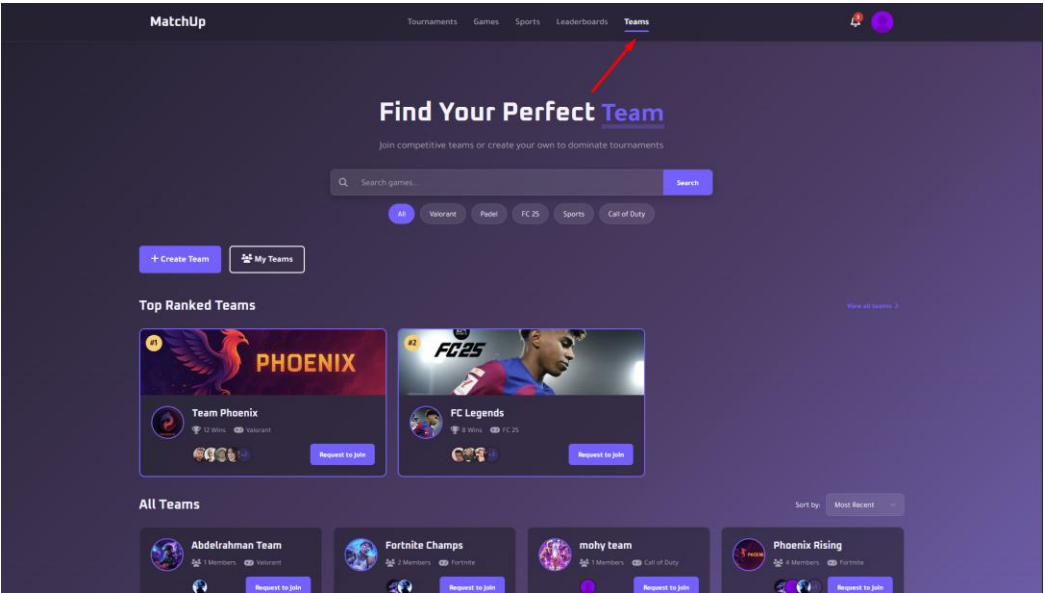 MatchUp
Tournaments Games Sports Leaderboards Teams
3
Find Your Perfect Team
Join competitive teams or create your own to dominate tournaments
Search games...
Search
All Valorant Padel FC 25 Sports Call of Duty
+ Create Team My Teams
Top Ranked Teams
View all teams
#1
PHOENIX
#2
FC25
Team Phoenix
12 Wins Valorant
Request to Join
FC Legends
8 Wins FC 25
Request to Join
All Teams
Sort by: Most Recent
Abdelrahman Team
1 Members Valorant
Request to Join
Fortnite Champs
2 Members Fortnite
Request to Join
mohy team
1 Members Call of Duty
Request to Join
Phoenix Rising
4 Members Fortnite
Request to Join